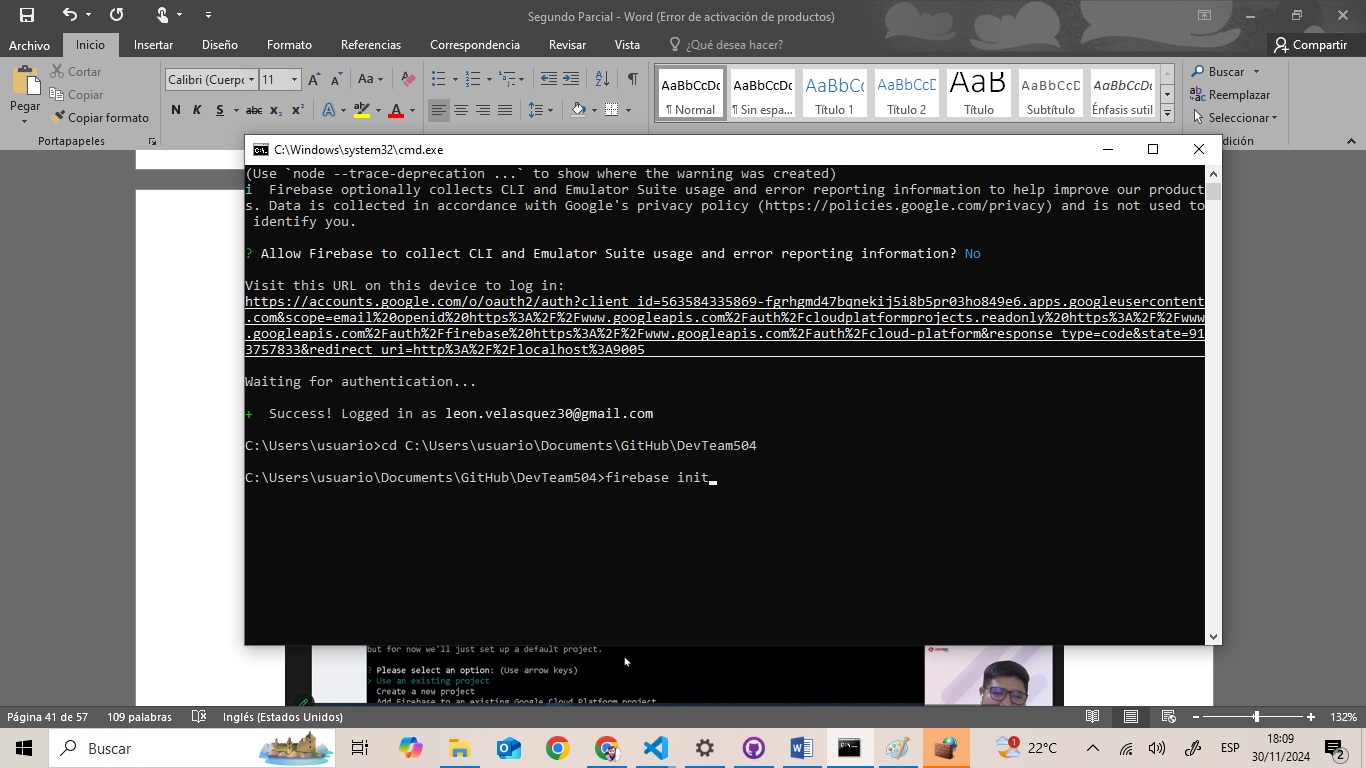 Segundo Parcial - Word (Error de activación de productos)
Archivo Inicio Insertar Diseño Formato Referencias Correspondencia Revisar Vista ¿Qué desea hacer? Compartir
Pegar
Cortar
Copiar
Copiar formato
Portapapeles
Calibri (Cuerpo 11
N K S abc x₂ x²
AaBbCcDc AaBbCcDc AaBbCc AaBbCcD AaB AaBbCcD AaBbCcDc
¶ Normal ¶ Sin espa... Título 1 Título 2 Título Subtítulo Énfasis sutil
Buscar
Reemplazar
Seleccionar
dición
C:\Windows\system32\cmd.exe
(Use `node --trace-deprecation ...` to show where the warning was created)
i  Firebase optionally collects CLI and Emulator Suite usage and error reporting information to help improve our product
s. Data is collected in accordance with Google's privacy policy (https://policies.google.com/privacy) and is not used to
identify you.
? Allow Firebase to collect CLI and Emulator Suite usage and error reporting information? No
Visit this URL on this device to log in:
https://accounts.google.com/o/oauth2/auth?client_id=563584335869-fgrhgmd47bqnekij5i8b5pr03ho849e6.apps.googleusercontent
.com&scope=email%20openid%20https%3A%2F%2Fwww.googleapis.com%2Fauth%2Fcloudplatformprojects.readonly%20https%3A%2F%2Fwww
.googleapis.com%2Fauth%2Ffirebase%20https%3A%2F%2Fwww.googleapis.com%2Fauth%2Fcloud-platform&response_type=code&state=91
3757833&redirect_uri=http%3A%2F%2Flocalhost%3A9005
Waiting for authentication...
+  Success! Logged in as leon.velasquez30@gmail.com
C:\Users\usuario>cd C:\Users\usuario\Documents\GitHub\DevTeam504
C:\Users\usuario\Documents\GitHub\DevTeam504>firebase init
but for now we'll just set up a default project.
? Please select an option: (Use arrow keys)
> Use an existing project
Create a new project
Add Firebase to an existing Google Cloud Platform project
Página 41 de 57 109 palabras Inglés (Estados Unidos) 132%
Buscar 22°C ESP 18:09
30/11/2024